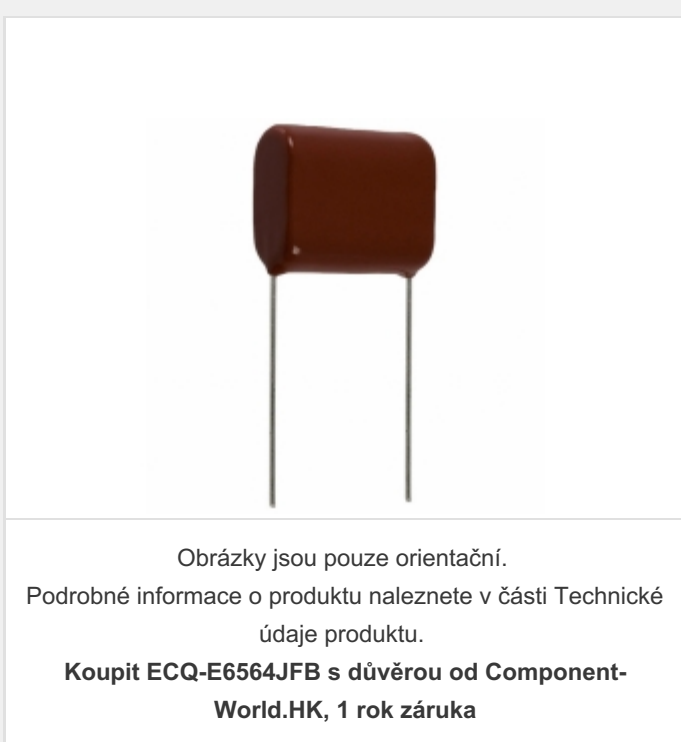 Obrázky jsou pouze orientační.
Podrobné informace o produktu naleznete v části Technické
údaje produktu.
Koupit ECQ-E6564JFB s důvěrou od Component-
World.HK, 1 rok záruka